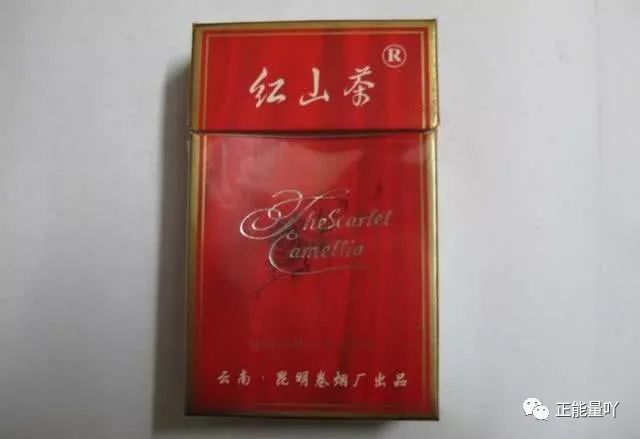 红山茶®
The Scarlet
Camellia
云南·昆明卷烟厂出品
正能量吖